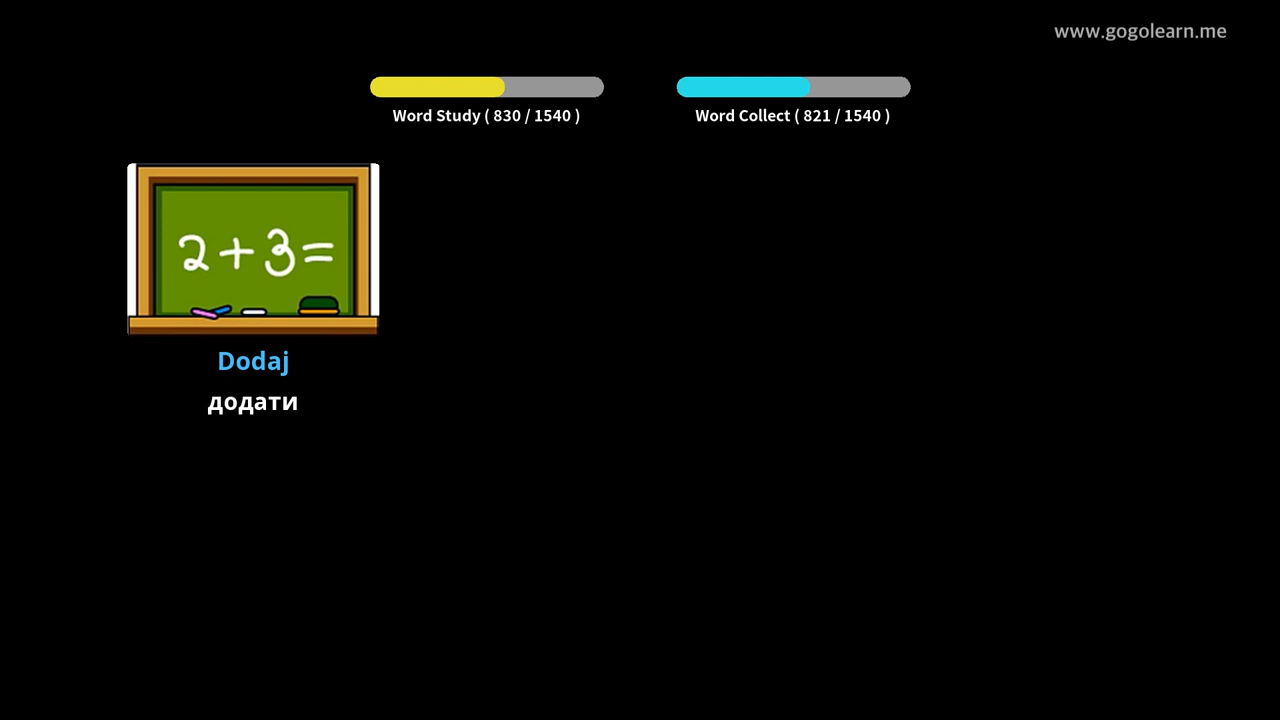 www.gogolearn.me
Word Study ( 830 / 1540 )
Word Collect ( 821 / 1540 )
2+3=
Dodaj
додати